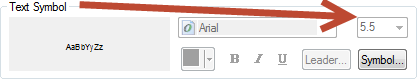 Text Symbol
AaBbYyZz
Arial
5.5
B I U Leader... Symbol...